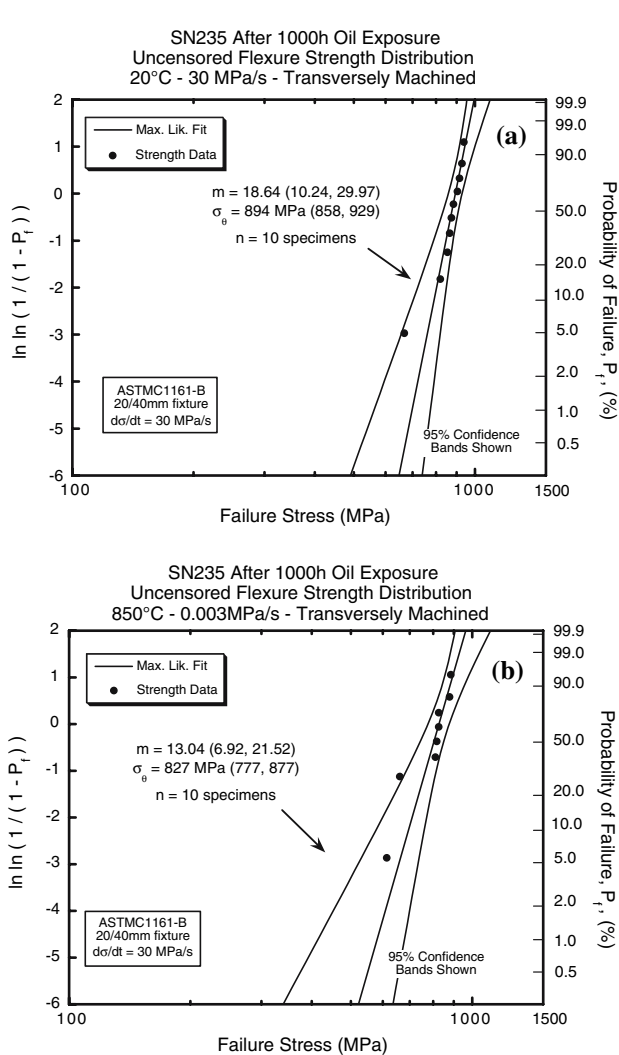 SN235 After 1000h Oil Exposure
Uncensored Flexure Strength Distribution
20°C - 30 MPa/s - Transversely Machined
2
1
0
-1
-2
-3
-4
-5
-6
ln ln ( 1 / ( 1 - Pf ) )
Max. Lik. Fit
Strength Data
(a)
m = 18.64 (10.24, 29.97)
σθ = 894 MPa (858, 929)
n = 10 specimens
ASTMC1161-B
20/40mm fixture
dσ/dt = 30 MPa/s
95% Confidence
Bands Shown
99.9
99.0
90.0
50.0
20.0
10.0
5.0
2.0
1.0
0.5
Probability of Failure, Pf, (%)
100
1000
1500
Failure Stress (MPa)
SN235 After 1000h Oil Exposure
Uncensored Flexure Strength Distribution
850°C - 0.003MPa/s - Transversely Machined
2
1
0
-1
-2
-3
-4
-5
-6
ln ln ( 1 / ( 1 - Pf ) )
Max. Lik. Fit
Strength Data
(b)
m = 13.04 (6.92, 21.52)
σθ = 827 MPa (777, 877)
n = 10 specimens
ASTMC1161-B
20/40mm fixture
dσ/dt = 30 MPa/s
95% Confidence
Bands Shown
99.9
99.0
90.0
50.0
20.0
10.0
5.0
2.0
1.0
0.5
Probability of Failure, Pf, (%)
100
1000
1500
Failure Stress (MPa)